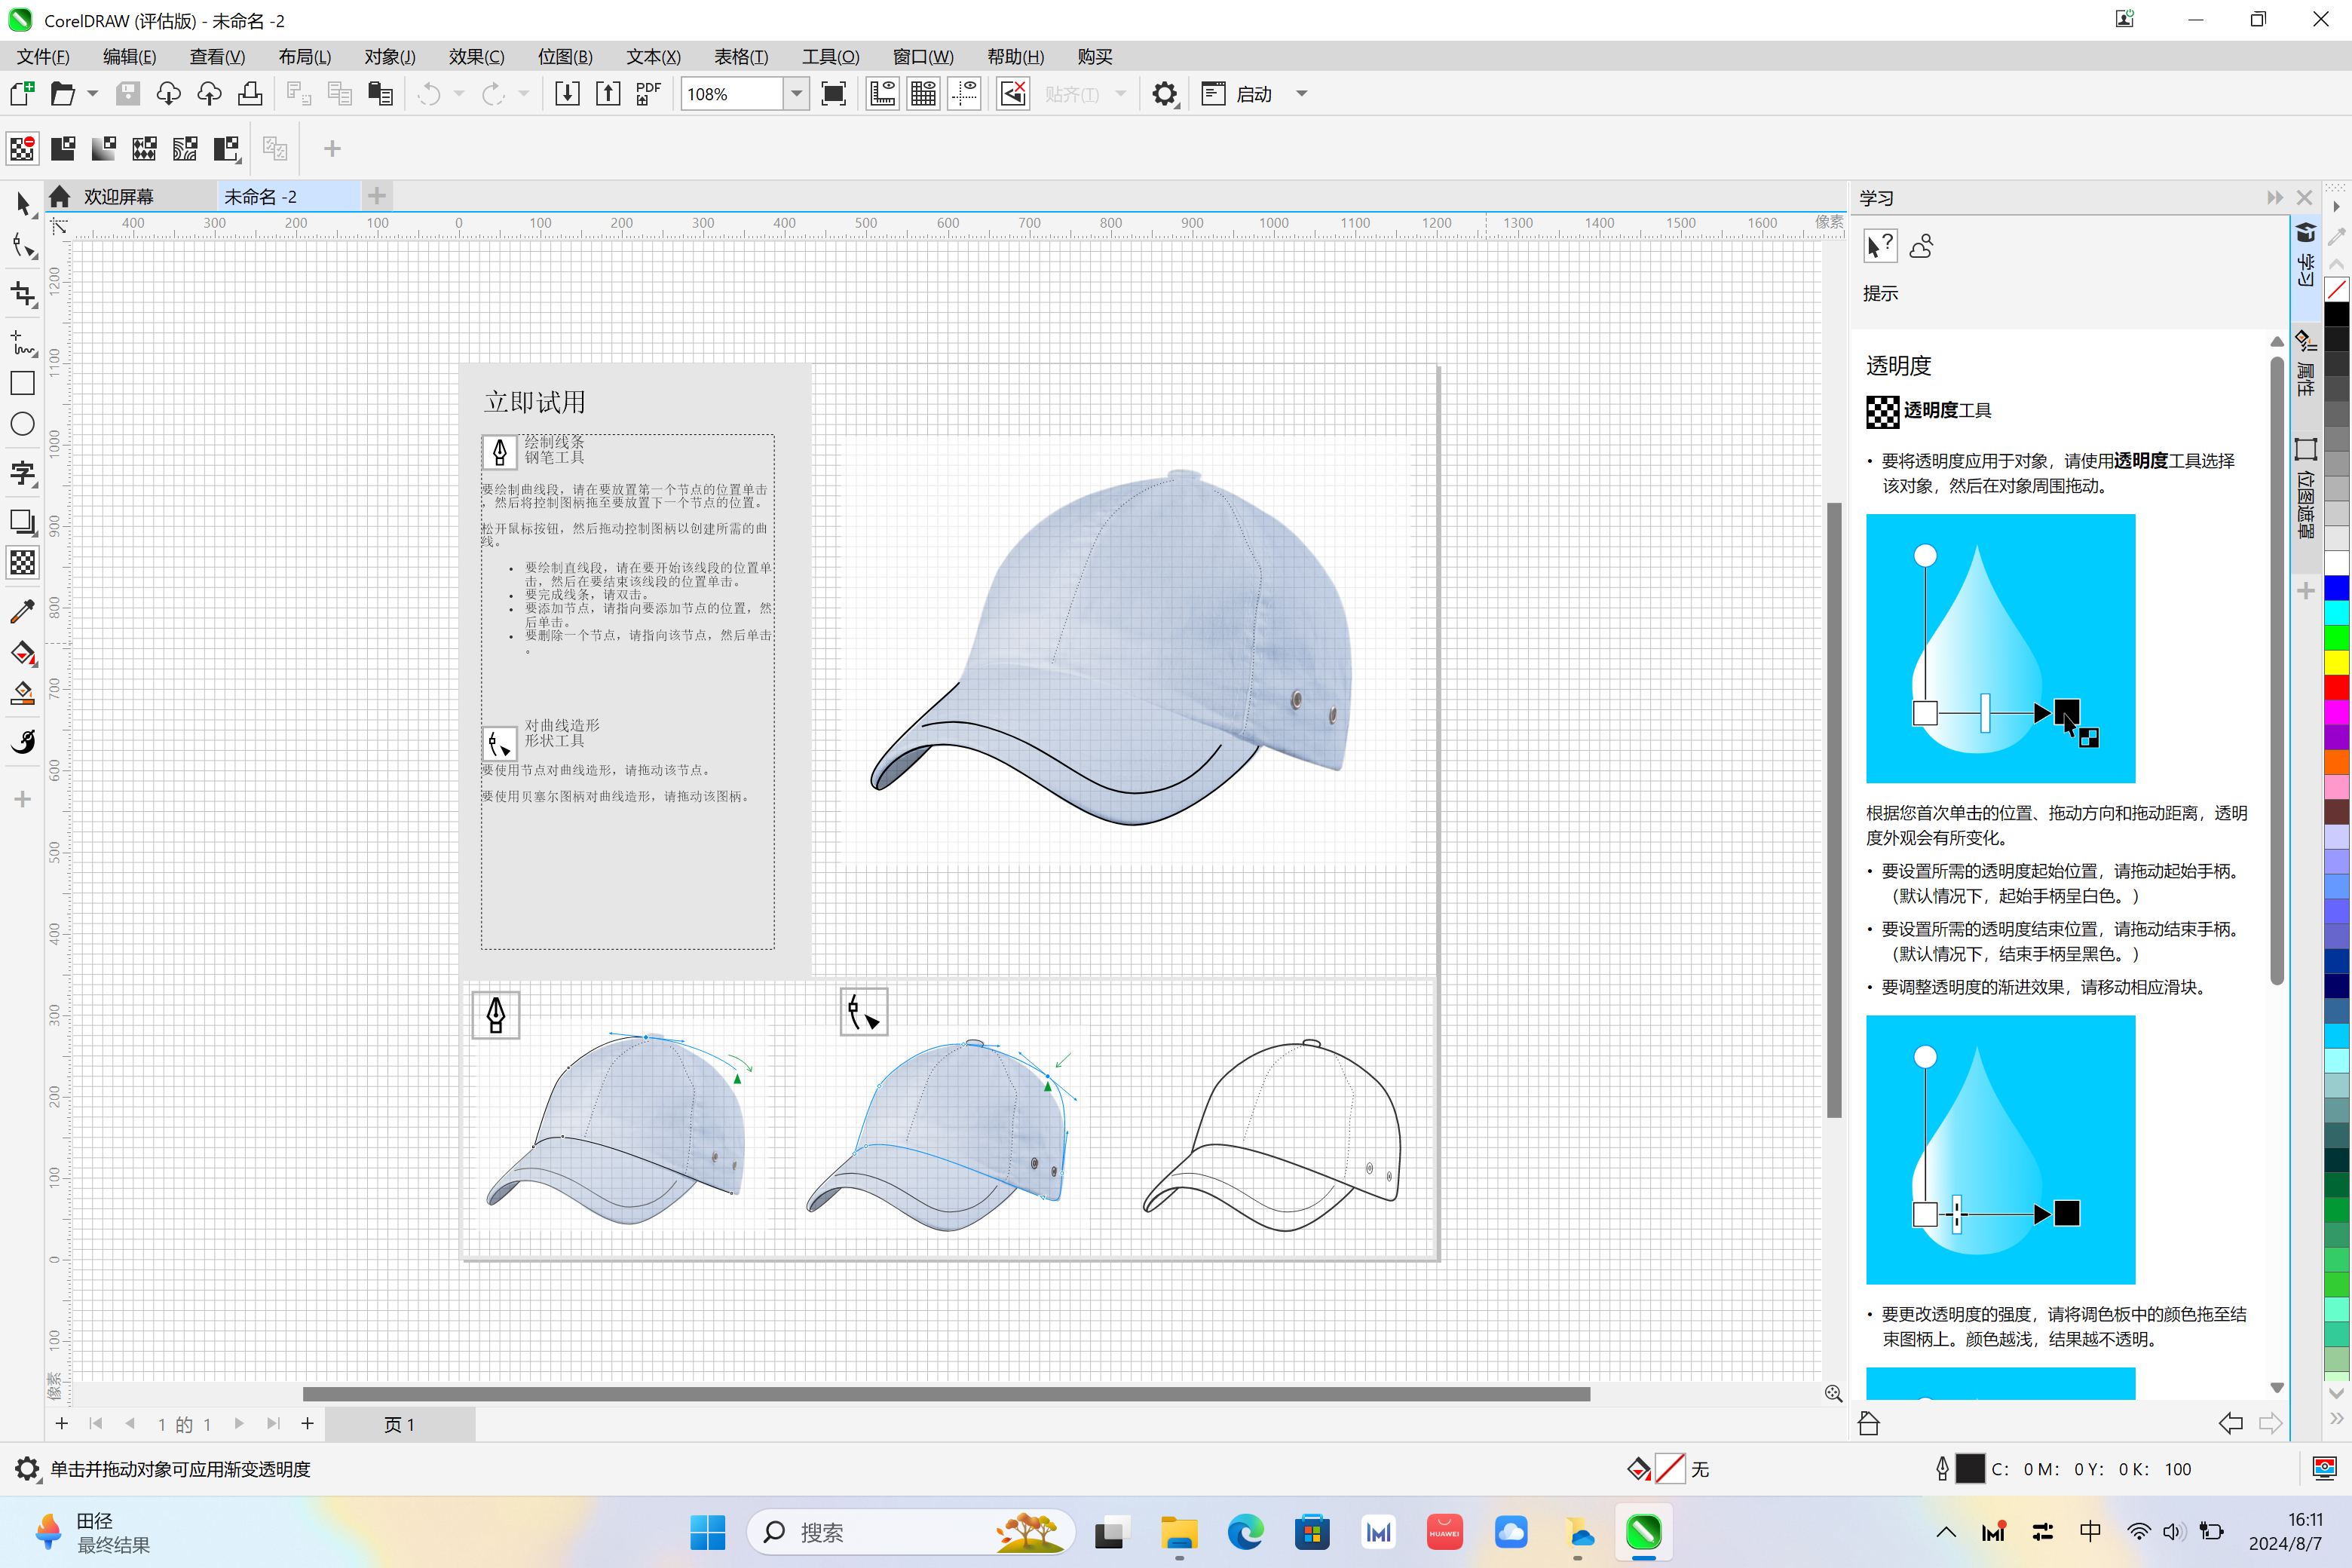 CorelDRAW (评估版) - 未命名 -2
文件(F) 编辑(E) 查看(V) 布局(L) 对象(J) 效果(C) 位图(B) 文本(X) 表格(T) 工具(O) 窗口(W) 帮助(H) 购买
PDF 108% 贴齐(T) 启动
欢迎屏幕 未命名 -2
400 300 200 100 0 100 200 300 400 500 600 700 800 900 1000 1100 1200 1300 1400 1500 1600 像素
1200
1100
1000
900
800
700
600
500
400
300
200
100
0
100
像素
立即试用
绘制线条
钢笔工具
要绘制曲线段，请在要放置第一个节点的位置单击
，然后将控制图柄拖至要放置下一个节点的位置。
松开鼠标按钮，然后拖动控制图柄以创建所需的曲
线。
• 要绘制直线段，请在要开始该线段的位置单
击，然后在要结束该线段的位置单击。
• 要完成线条，请双击。
• 要添加节点，请指向要添加节点的位置，然
后单击。
• 要删除一个节点，请指向该节点，然后单击
。
对曲线造形
形状工具
要使用节点对曲线造形，请拖动该节点。
要使用贝塞尔图柄对曲线造形，请拖动该图柄。
学习
提示
透明度
透明度工具
• 要将透明度应用于对象，请使用透明度工具选择
该对象，然后在对象周围拖动。
根据您首次单击的位置、拖动方向和拖动距离，透明
度外观会有所变化。
• 要设置所需的透明度起始位置，请拖动起始手柄。
（默认情况下，起始手柄呈白色。）
• 要设置所需的透明度结束位置，请拖动结束手柄。
（默认情况下，结束手柄呈黑色。）
• 要调整透明度的渐进效果，请移动相应滑块。
• 要更改透明度的强度，请将调色板中的颜色拖至结
束图柄上。颜色越浅，结果越不透明。
学习
属性
位图遮罩
1 的 1 页 1
单击并拖动对象可应用渐变透明度 无 C: 0 M: 0 Y: 0 K: 100
田径
最终结果
搜索
HUAWEI
中
16:11
2024/8/7